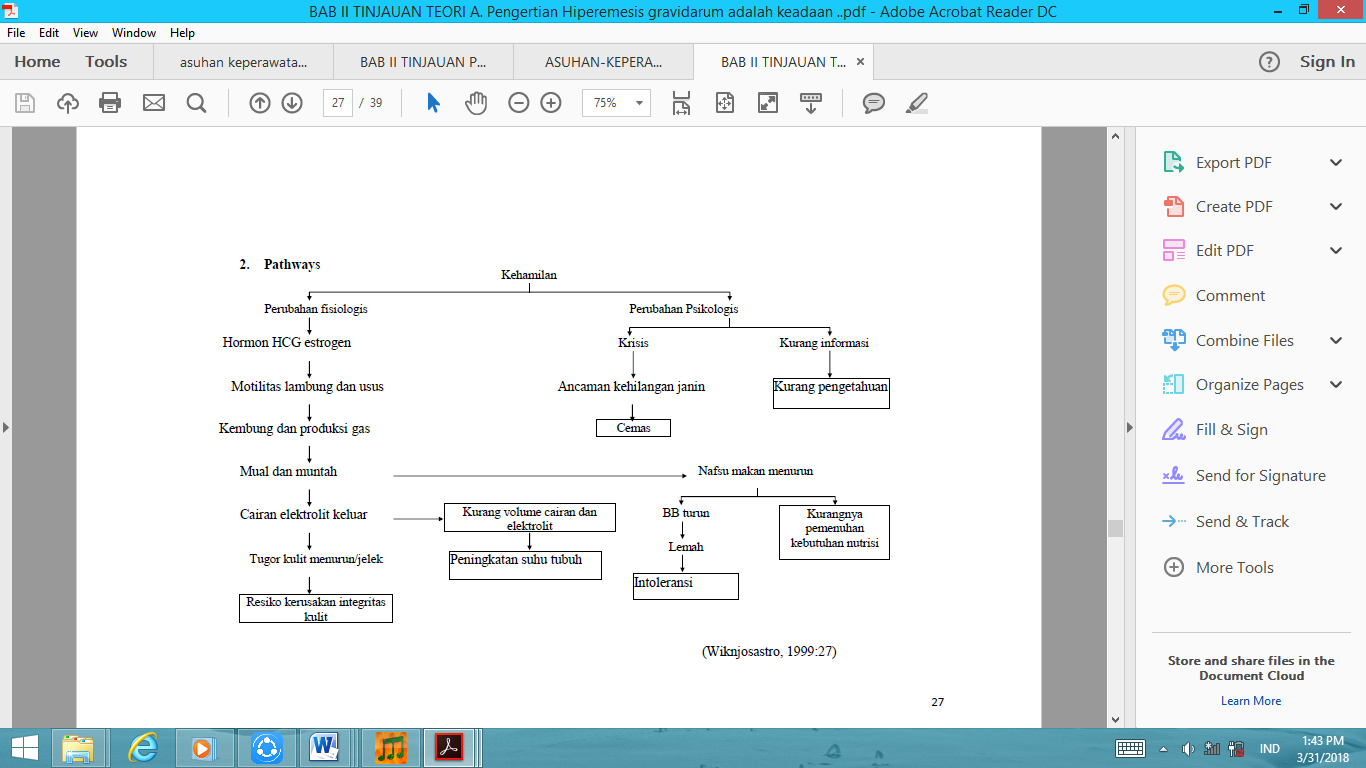 BAB II TINJAUAN TEORI A. Pengertian Hiperemesis gravidarum adalah keadaan ..pdf - Adobe Acrobat Reader DC
File Edit View Window Help
Home Tools asuhan keperawata... BAB II TINJAUAN P... ASUHAN-KEPERA... BAB II TINJAUAN T... Sign In
27 / 39 75%
2. Pathways
Kehamilan
Perubahan fisiologis Perubahan Psikologis
Hormon HCG estrogen Krisis Kurang informasi
Motilitas lambung dan usus Ancaman kehilangan janin Kurang pengetahuan
Kembung dan produksi gas Cemas
Mual dan muntah Nafsu makan menurun
Cairan elektrolit keluar
Kurang volume cairan dan
elektrolit
BB turun
Kurangnya
pemenuhan
kebutuhan nutrisi
Lemah
Tugor kulit menurun/jelek Peningkatan suhu tubuh
Intoleransi
Resiko kerusakan integritas
kulit
(Wiknjosastro, 1999:27)
27
Export PDF
Create PDF
Edit PDF
Comment
Combine Files
Organize Pages
Fill & Sign
Send for Signature
Send & Track
More Tools
Store and share files in the
Document Cloud
Learn More
IND
1:43 PM
3/31/2018